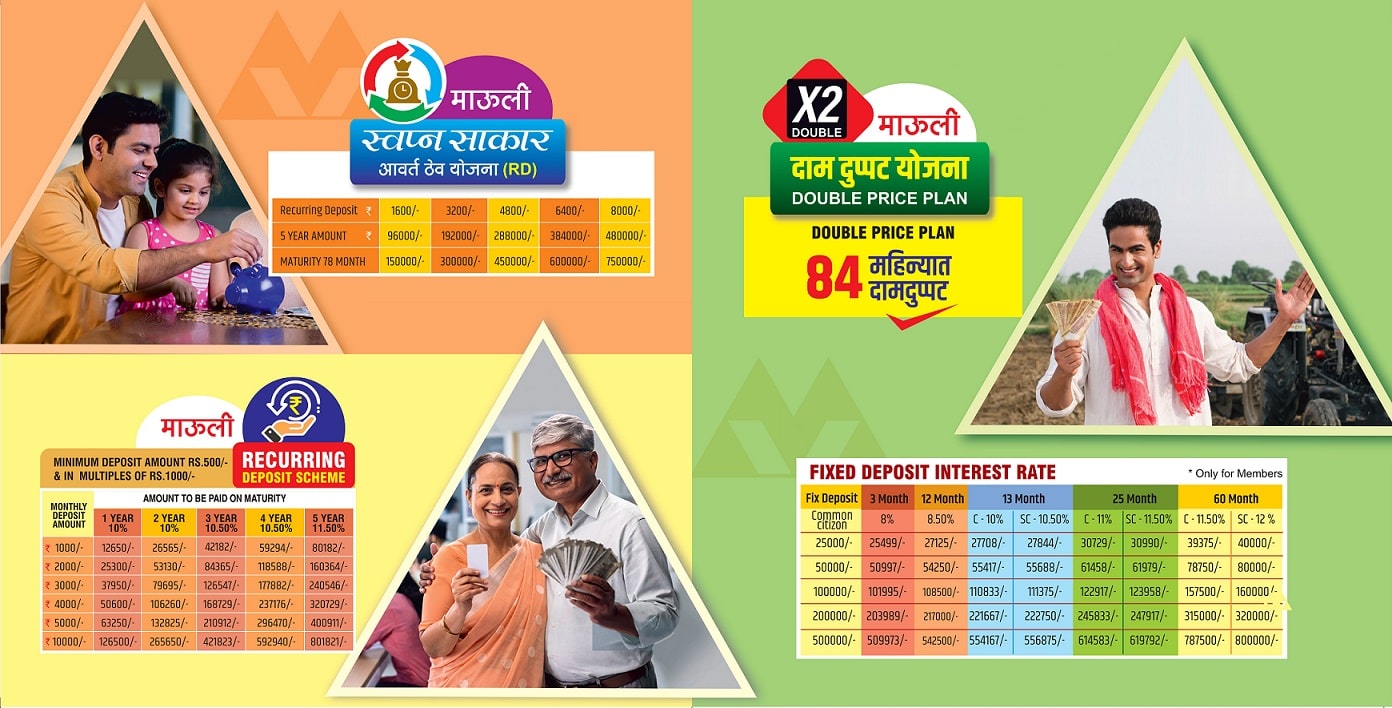 माऊली
स्वप्न साकार
आवर्त ठेव योजना (RD)
Recurring Deposit ₹ 1600/- 3200/- 4800/- 6400/- 8000/-
5 YEAR AMOUNT ₹ 96000/- 192000/- 288000/- 384000/- 480000/-
MATURITY 78 MONTH 150000/- 300000/- 450000/- 600000/- 750000/-
माऊली
₹
MINIMUM DEPOSIT AMOUNT RS.500/-
& IN MULTIPLES OF RS.1000/-
RECURRING
DEPOSIT SCHEME
MONTHLY DEPOSIT AMOUNT
AMOUNT TO BE PAID ON MATURITY
1 YEAR 2 YEAR 3 YEAR 4 YEAR 5 YEAR
10% 10% 10.50% 10.50% 11.50%
₹ 1000/- 12650/- 26565/- 42182/- 59294/- 80182/-
₹ 2000/- 25300/- 53130/- 84365/- 118588/- 160364/-
₹ 3000/- 37950/- 79695/- 126547/- 177882/- 240546/-
₹ 4000/- 50600/- 106260/- 168729/- 237176/- 320729/-
₹ 5000/- 63250/- 132825/- 210912/- 296470/- 400911/-
₹ 10000/- 126500/- 265650/- 421823/- 592940/- 801821/-
X2
DOUBLE
माऊली
दाम दुप्पट योजना
DOUBLE PRICE PLAN
DOUBLE PRICE PLAN
84 महिन्यात
दामदुप्पट
FIXED DEPOSIT INTEREST RATE
* Only for Members
Fix Deposit 3 Month 12 Month 13 Month 25 Month 60 Month
Common citizon 8% 8.50% C - 10% SC - 10.50% C - 11% SC - 11.50% C - 11.50% SC - 12 %
25000/- 25499/- 27125/- 27708/- 27844/- 30729/- 30990/- 39375/- 40000/-
50000/- 50997/- 54250/- 55417/- 55688/- 61458/- 61979/- 78750/- 80000/-
100000/- 101995/- 108500/- 110833/- 111375/- 122917/- 123958/- 157500/- 160000/-
200000/- 203989/- 217000/- 221667/- 222750/- 245833/- 247917/- 315000/- 320000/-
500000/- 509973/- 542500/- 554167/- 556875/- 614583/- 619792/- 787500/- 800000/-